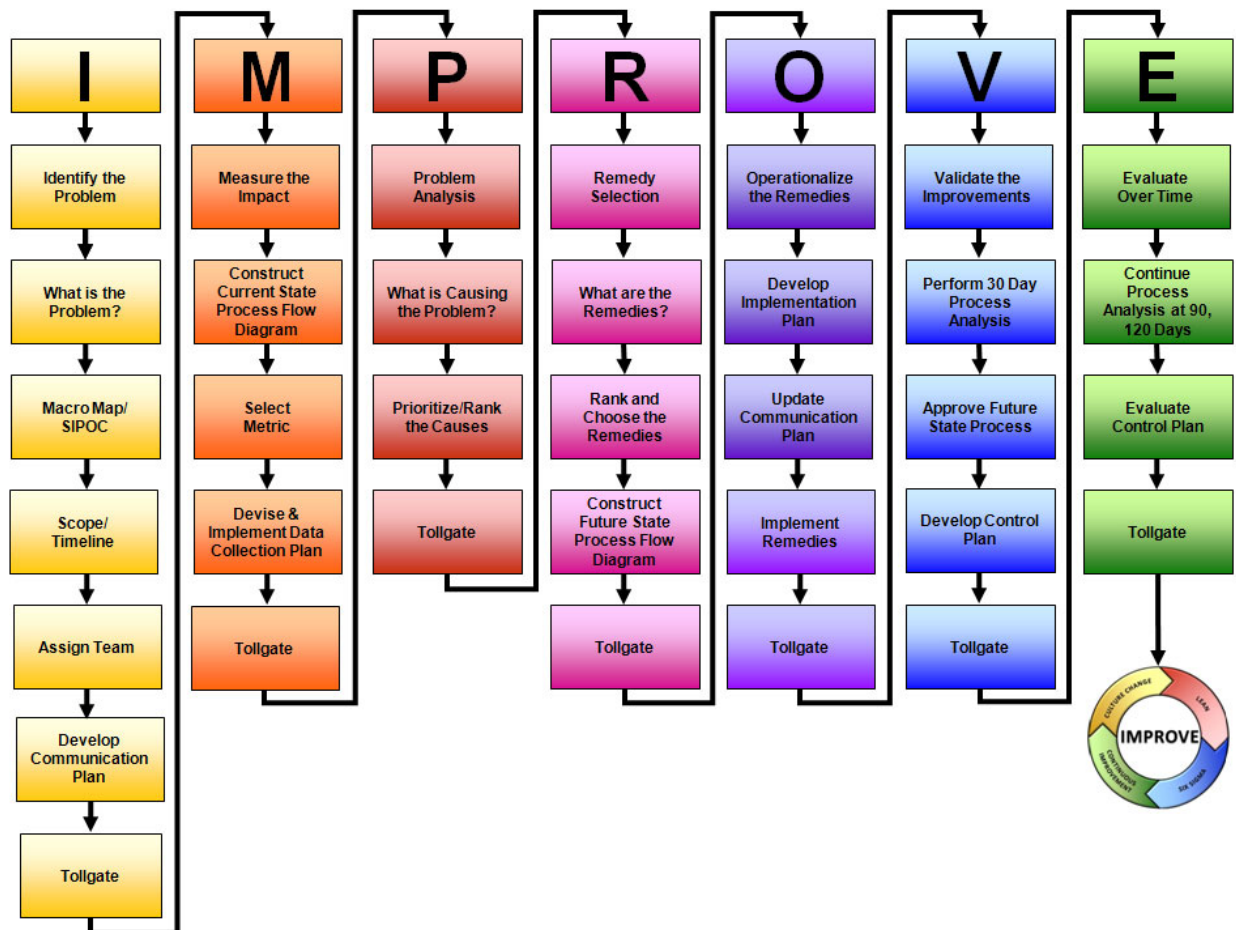 I
Identify the
Problem
What is the
Problem?
Macro Map/
SIPOC
Scope/
Timeline
Assign Team
Develop
Communication
Plan
Tollgate
M
Measure the
Impact
Construct
Current State
Process Flow
Diagram
Select
Metric
Devise &
Implement Data
Collection Plan
Tollgate
P
Problem
Analysis
What is Causing
the Problem?
Prioritize/Rank
the Causes
Tollgate
R
Remedy
Selection
What are the
Remedies?
Rank and
Choose the
Remedies
Construct
Future State
Process Flow
Diagram
Tollgate
O
Operationalize
the Remedies
Develop
Implementation
Plan
Update
Communication
Plan
Implement
Remedies
Tollgate
V
Validate the
Improvements
Perform 30 Day
Process
Analysis
Approve Future
State Process
Develop Control
Plan
Tollgate
E
Evaluate
Over Time
Continue
Process
Analysis at 90,
120 Days
Evaluate
Control Plan
Tollgate
CULTURE CHANGE
LEAN
IMPROVE
CONTINUOUS
IMPROVEMENT
SIX SIGMA